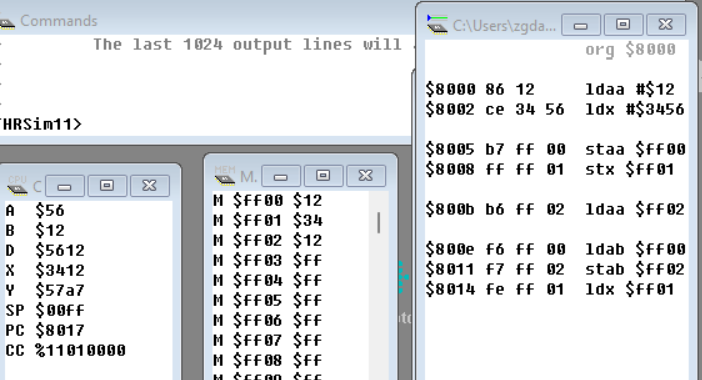 Commands
The last 1024 output lines will
HRSim11>
C:\Users\zgda...
org $8000
$8000 86 12 ldaa #$12
$8002 ce 34 56 ldx #$3456
$8005 b7 ff 00 staa $ff00
$8008 ff ff 01 stx $ff01
$800b b6 ff 02 ldaa $ff02
$800e f6 ff 00 ldab $ff00
$8011 f7 ff 02 stab $ff02
$8014 fe ff 01 ldx $ff01
CPU C
A $56
B $12
D $5612
X $3412
Y $57a7
SP $00ff
PC $8017
CC %11010000
MEM M.
M $ff00 $12
M $ff01 $34
M $ff02 $12
M $ff03 $ff
M $ff04 $ff
M $ff05 $ff
M $ff06 $ff
M $ff07 $ff
M $ff08 $ff